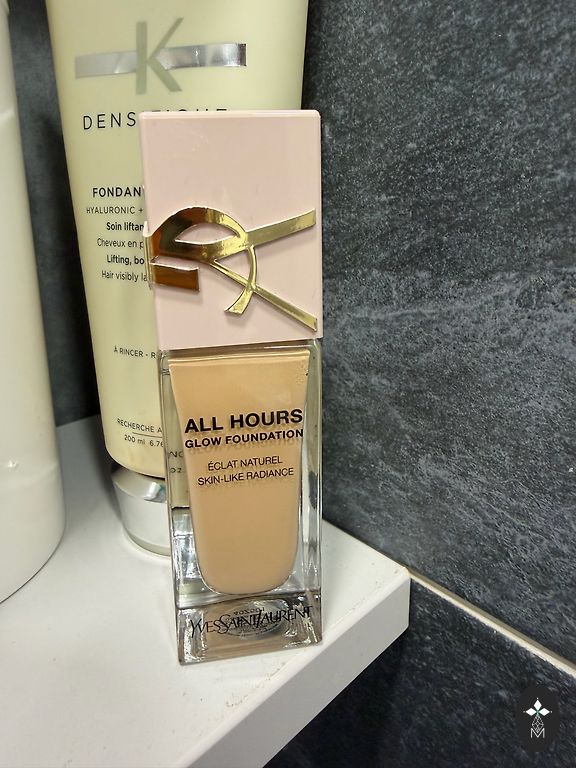 K
DENS
FONDAN
HYALURONIC +
Soin liftan
Cheveux en p
Lifting, bo
Hair visibly la
À RINCER - R
RECHERCHE A
200 ml 6.76
ALL HOURS
GLOW FOUNDATION
ÉCLAT NATUREL
SKIN-LIKE RADIANCE
YVESSAINTLAURENT
M